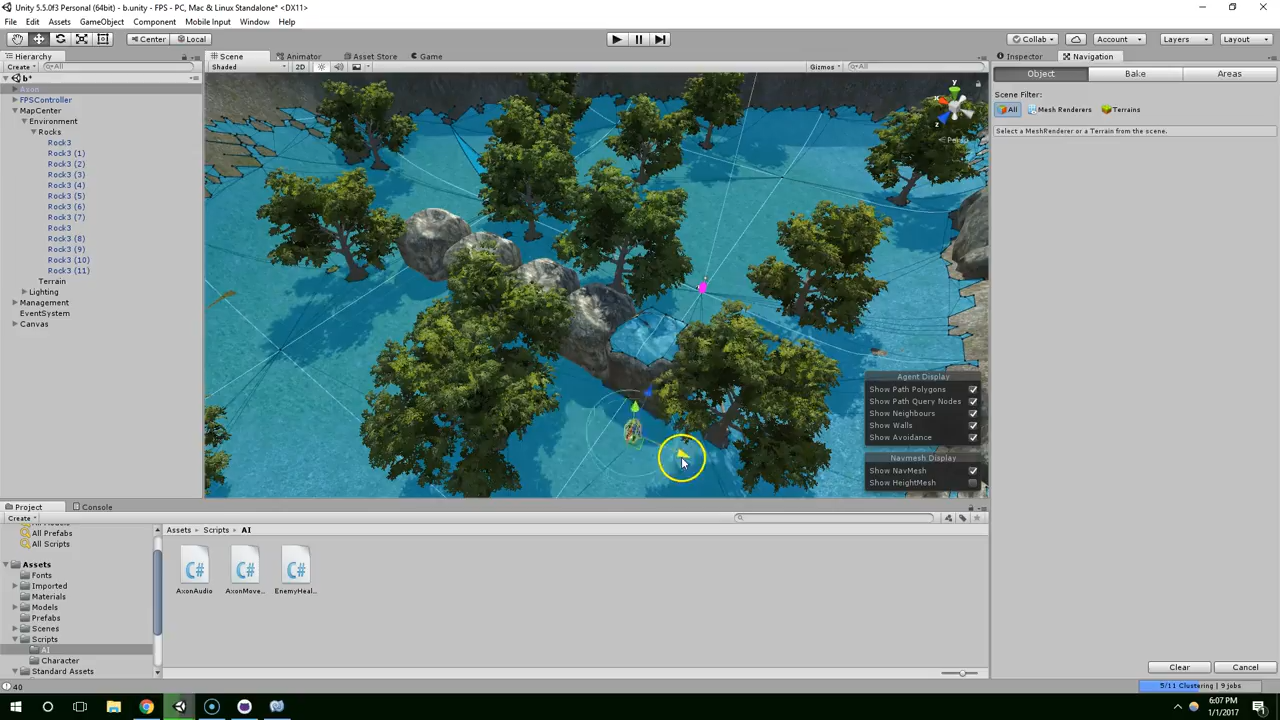 Unity 5.5.0f3 Personal (64bit) - b.unity - FPS - PC, Mac & Linux Standalone* <DX11>
File Edit Assets GameObject Component Mobile Input Window Help
Center Local Collab Account Layers Layout
Hierarchy Scene Animator Asset Store Game Inspector Navigation
Create All Shaded 2D Gizmos All Object Bake Areas
b*
Axon
FPSController
MapCenter
Environment
Rocks
Rock3
Rock3 (1)
Rock3 (2)
Rock3 (3)
Rock3 (4)
Rock3 (5)
Rock3 (6)
Rock3 (7)
Rock3
Rock3 (8)
Rock3 (9)
Rock3 (10)
Rock3 (11)
Terrain
Lighting
Management
EventSystem
Canvas
y
x
z
Persp
Agent Display
Show Path Polygons
Show Path Query Nodes
Show Neighbours
Show Walls
Show Avoidance
Navmesh Display
Show NavMesh
Show HeightMesh
Scene Filter:
All Mesh Renderers Terrains
Select a MeshRenderer or a Terrain from the scene.
Project Console
Create
All Prefabs
All Scripts
Assets
Fonts
Imported
Materials
Models
Prefabs
Scenes
Scripts
AI
Character
Standard Assets
Assets Scripts AI
C# C# C#
AxonAudio AxonMove... EnemyHeal...
Clear Cancel
40
5/11 Clustering | 9 jobs
6:07 PM
1/1/2017